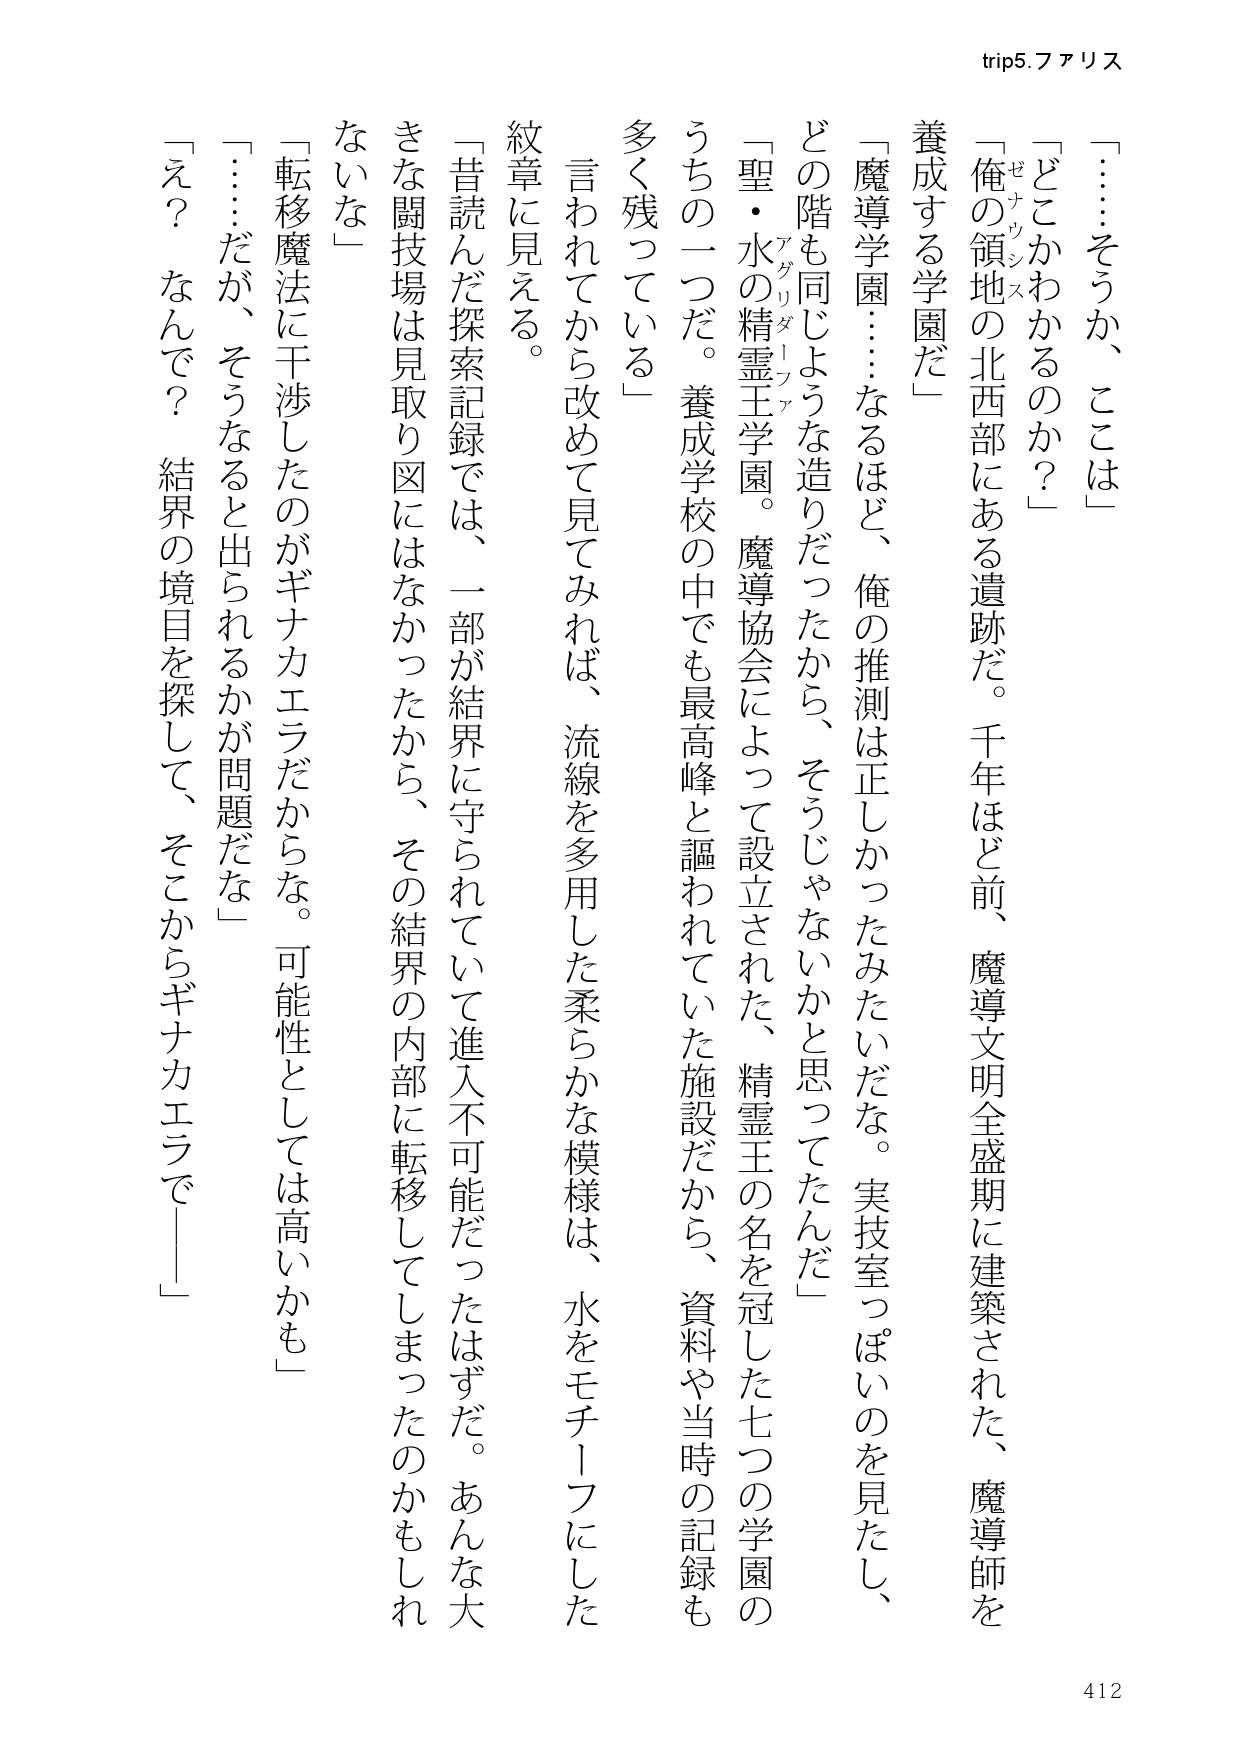 trip5.ファリス
「……そうか、ここは」
「どこかわかるのか？」
「俺の領地の北西部にある遺跡だ。千年ほど前、魔導文明全盛期に建築された、魔導師を
ゼナウシス
養成する学園だ」
「魔導学園……なるほど、俺の推測は正しかったみたいだな。実技室っぽいのを見たし、
どの階も同じような造りだったから、そうじゃないかと思ってたんだ」
「聖・水の精霊王学園。魔導協会によって設立された、精霊王の名を冠した七つの学園の
アグリダーファ
うちの一つだ。養成学校の中でも最高峰と謳われていた施設だから、資料や当時の記録も
多く残っている」
言われてから改めて見てみれば、流線を多用した柔らかな模様は、水をモチーフにした
紋章に見える。
「昔読んだ探索記録では、一部が結界に守られていて進入不可能だったはずだ。あんな大
きな闘技場は見取り図にはなかったから、その結界の内部に転移してしまったのかもしれ
ないな」
「転移魔法に干渉したのがギナカエラだからな。可能性としては高いかも」
「……だが、そうなると出られるかが問題だな」
「え？　なんで？　結界の境目を探して、そこからギナカエラで――」
412